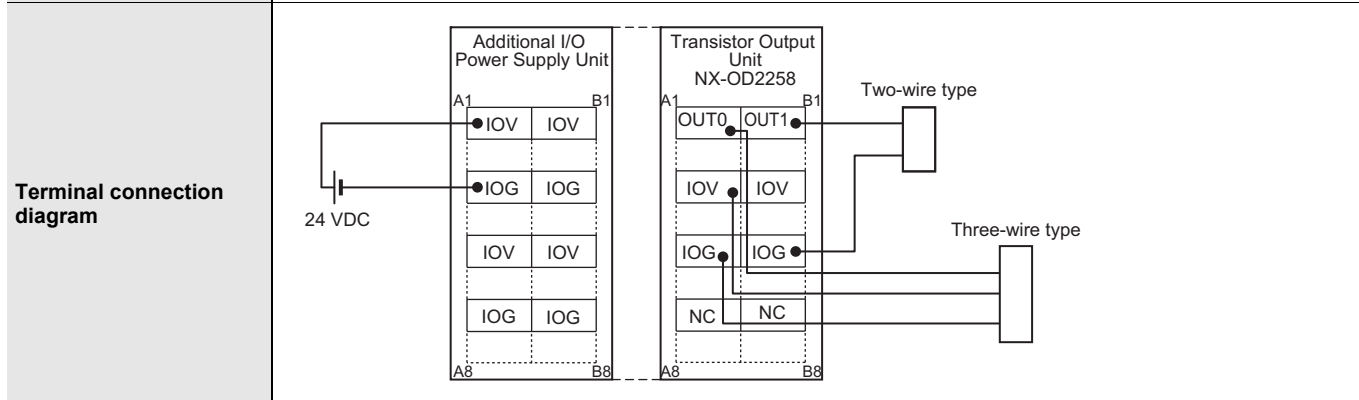 Terminal connection
diagram
Additional I/O
Power Supply Unit
A1 B1
IOV IOV
IOG IOG
IOV IOV
IOG IOG
A8 B8
24 VDC
Transistor Output
Unit
NX-OD2258
A1 B1
OUT0 OUT1
IOV IOV
IOG IOG
NC NC
A8 B8
Two-wire type
Three-wire type